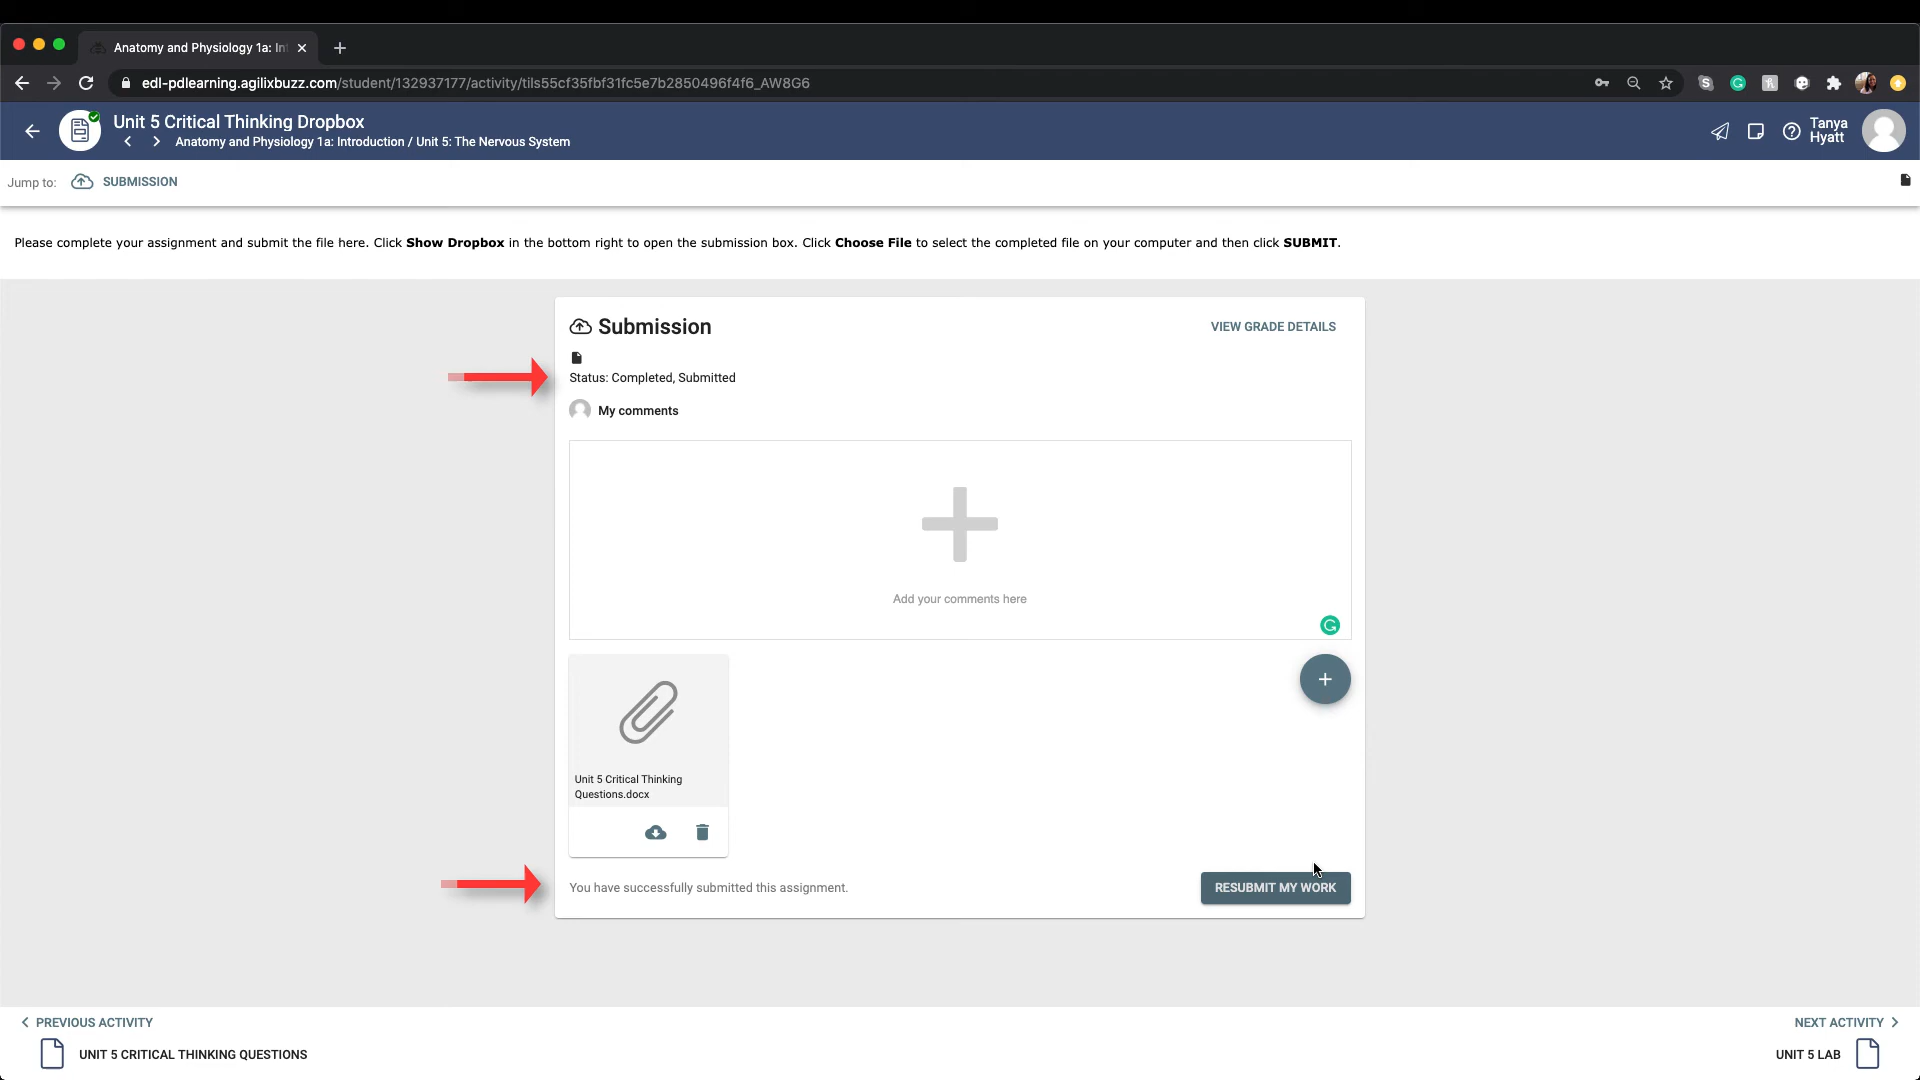 Anatomy and Physiology 1a: In
edl-pdlearning.agilixbuzz.com/student/132937177/activity/tils55cf35fbf31fc5e7b2850496f4f6_AW8G6
Unit 5 Critical Thinking Dropbox
Anatomy and Physiology 1a: Introduction / Unit 5: The Nervous System
Tanya
Hyatt
Jump to: SUBMISSION
Please complete your assignment and submit the file here. Click Show Dropbox in the bottom right to open the submission box. Click Choose File to select the completed file on your computer and then click SUBMIT.
Submission
VIEW GRADE DETAILS
Status: Completed, Submitted
My comments
Add your comments here
Unit 5 Critical Thinking
Questions.docx
You have successfully submitted this assignment.
RESUBMIT MY WORK
PREVIOUS ACTIVITY
NEXT ACTIVITY
UNIT 5 CRITICAL THINKING QUESTIONS
UNIT 5 LAB